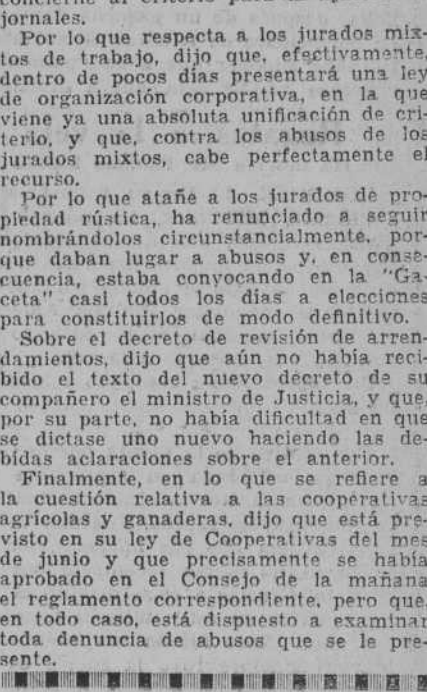 concierne al criterio para
jornales.
Por lo que respecta a los jurados mix-
tos de trabajo, dijo que, efectivamente,
dentro de pocos días presentará una ley
de organización corporativa, en la que
viene ya una absoluta unificación de cri-
terio, y que, contra los abusos de los
jurados mixtos, cabe perfectamente el
recurso.
Por lo que atañe a los jurados de pro-
piedad rústica, ha renunciado a seguir
nombrándolos circunstancialmente, por-
que daban lugar a abusos y, en conse-
cuencia, estaba convocando en la "Ga-
ceta" casi todos los días a elecciones
para constituirlos de modo definitivo.
Sobre el decreto de revisión de arren-
damientos, dijo que aún no había reci-
bido el texto del nuevo decreto de su
compañero el ministro de Justicia, y que,
por su parte, no había dificultad en que
se dictase uno nuevo haciendo las de-
bidas aclaraciones sobre el anterior.
Finalmente, en lo que se refiere a
la cuestión relativa a las cooperativas
agrícolas y ganaderas, dijo que está pre-
visto en su ley de Cooperativas del mes
de junio y que precisamente se había
aprobado en el Consejo de la mañana
el reglamento correspondiente, pero que,
en todo caso, está dispuesto a examinar
toda denuncia de abusos que se le pre-
sente.